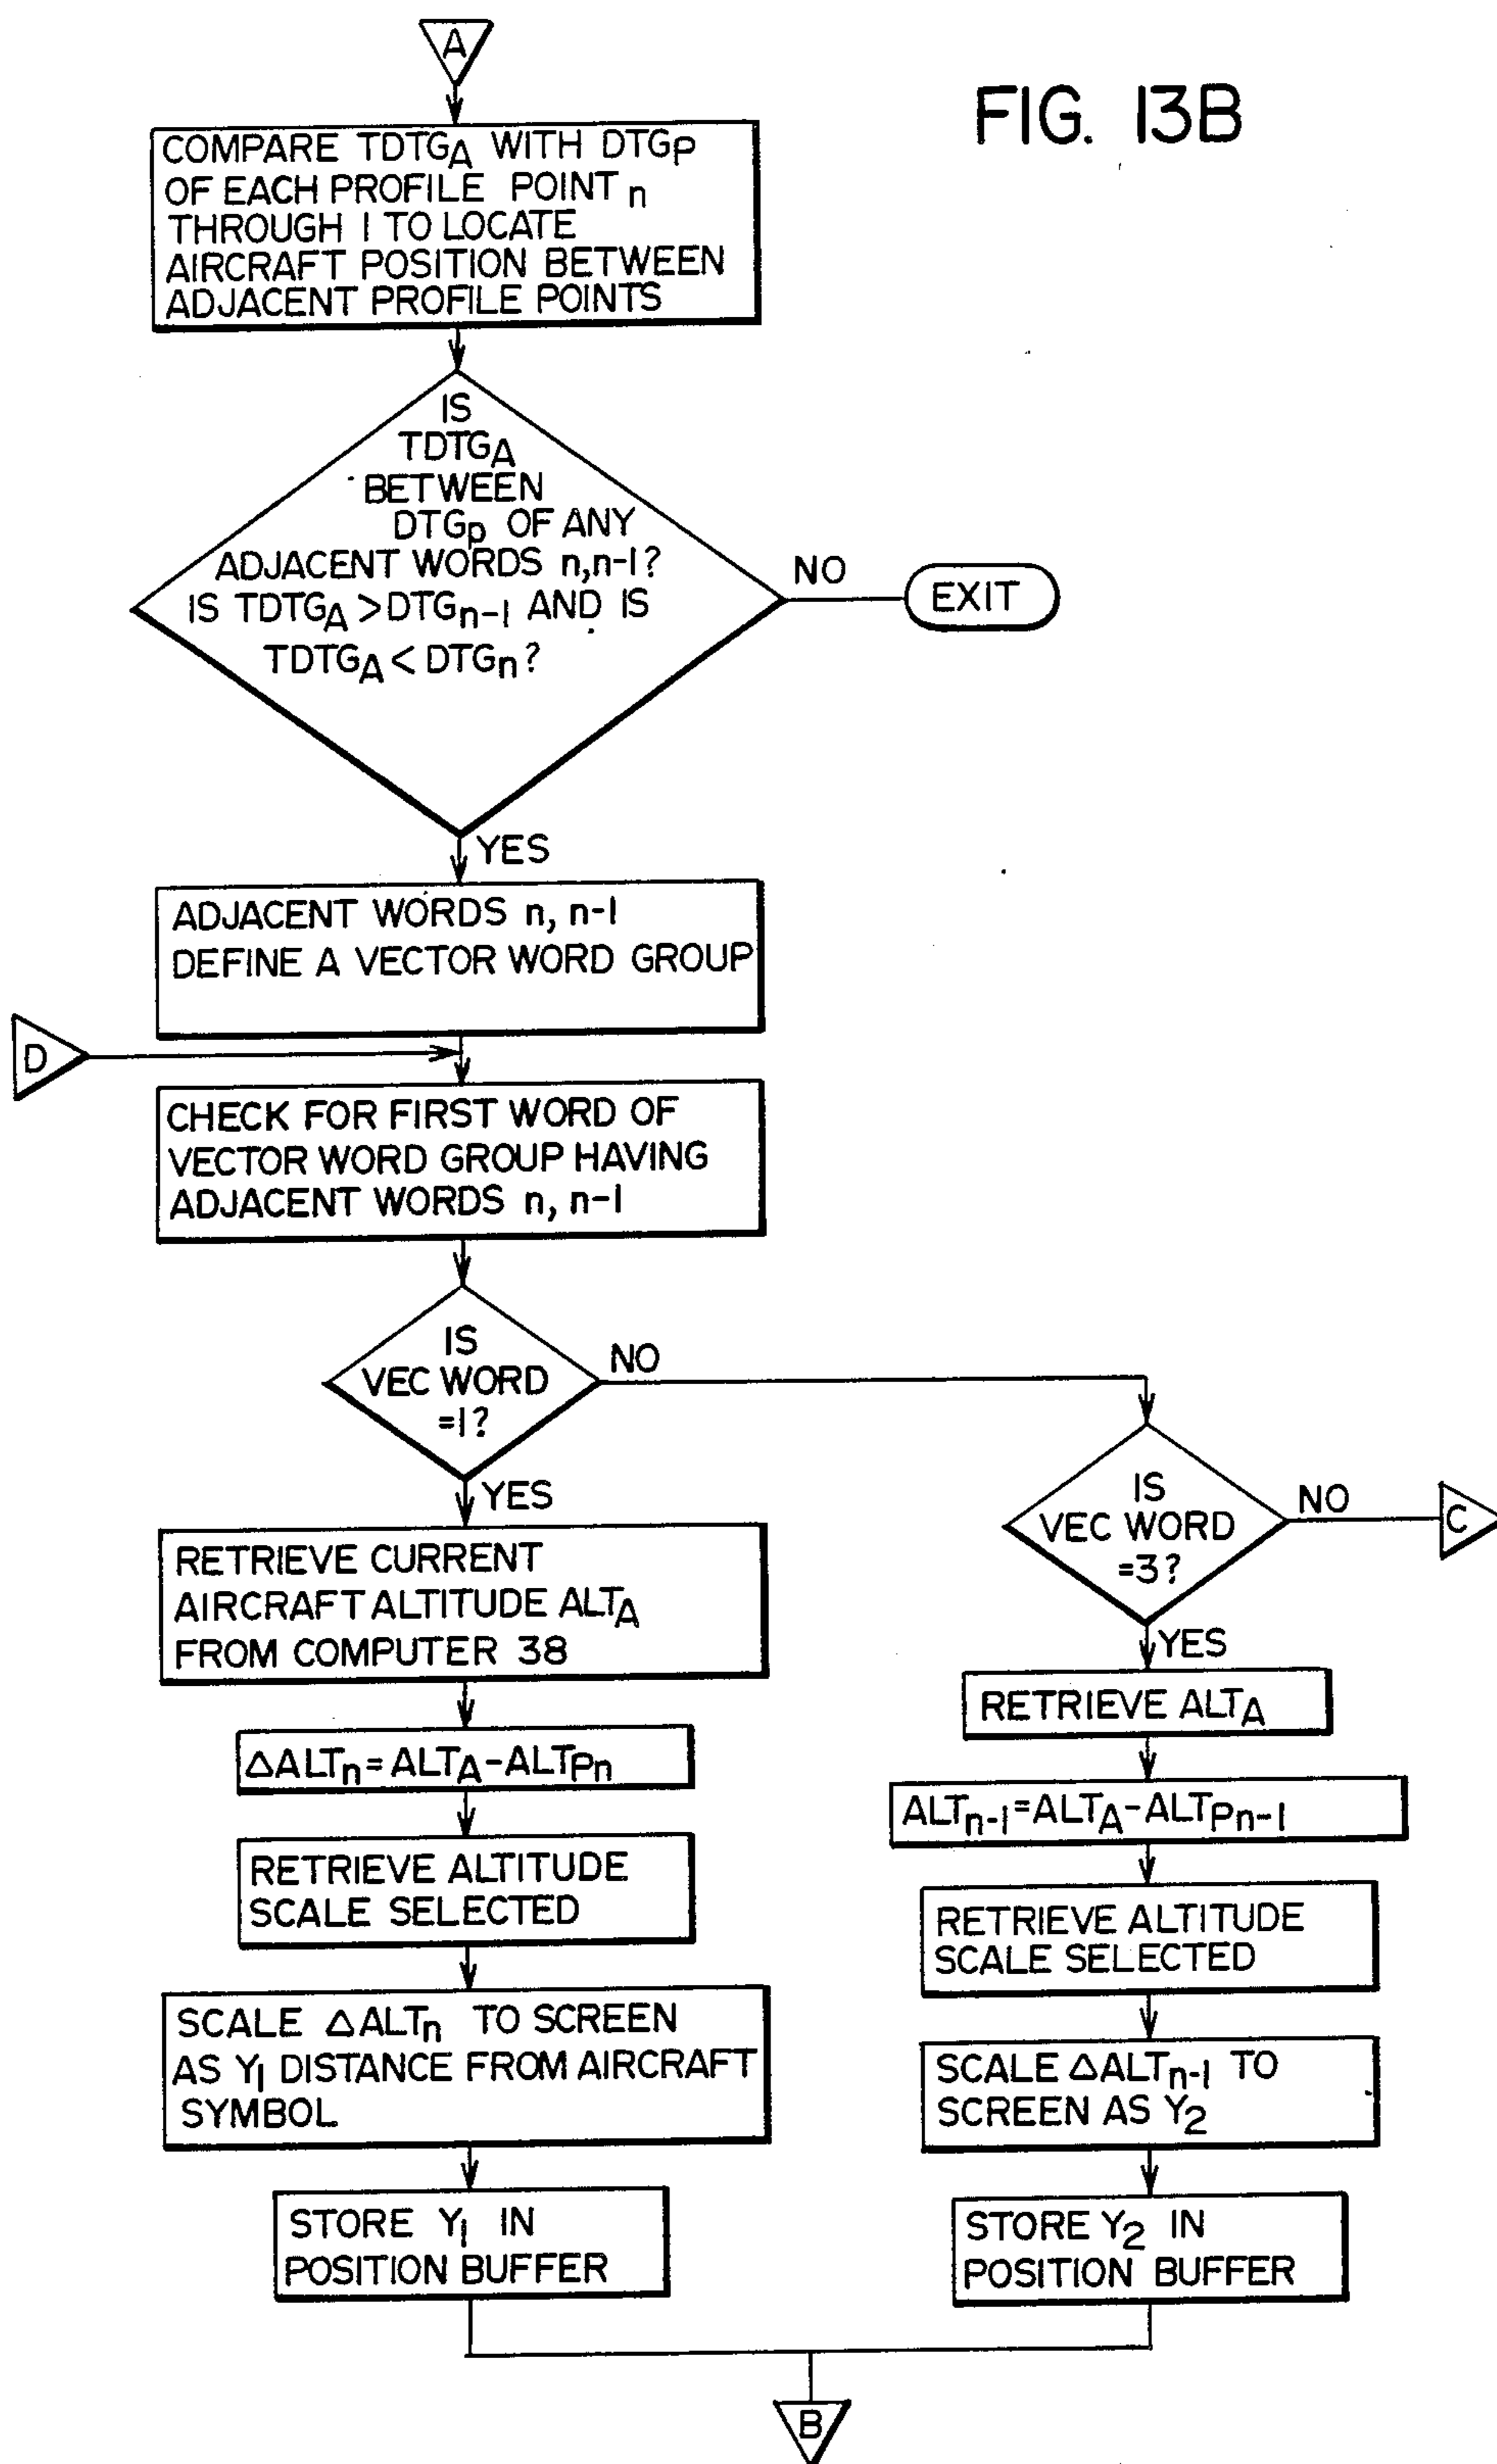 A
FIG. 13B
COMPARE TDTGA WITH DTGP
OF EACH PROFILE POINT n
THROUGH 1 TO LOCATE
AIRCRAFT POSITION BETWEEN
ADJACENT PROFILE POINTS
IS
TDTGA
BETWEEN
DTGp OF ANY
ADJACENT WORDS n,n-1?
IS TDTGA >DTGn-1 AND IS
TDTGA < DTGn?
NO
EXIT
YES
ADJACENT WORDS n, n-1
DEFINE A VECTOR WORD GROUP
D
CHECK FOR FIRST WORD OF
VECTOR WORD GROUP HAVING
ADJACENT WORDS n, n-1
IS
VEC WORD
=1?
NO
YES
IS
VEC WORD
=3?
NO
C
YES
RETRIEVE CURRENT
AIRCRAFT ALTITUDE ALTA
FROM COMPUTER 38
△ALTn=ALTA-ALTPn
RETRIEVE ALTITUDE
SCALE SELECTED
SCALE △ALTn TO SCREEN
AS Y1 DISTANCE FROM AIRCRAFT
SYMBOL
STORE Y1 IN
POSITION BUFFER
RETRIEVE ALTA
ALTn-1=ALTA-ALTPn-1
RETRIEVE ALTITUDE
SCALE SELECTED
SCALE △ALTn-1 TO
SCREEN AS Y2
STORE Y2 IN
POSITION BUFFER
B